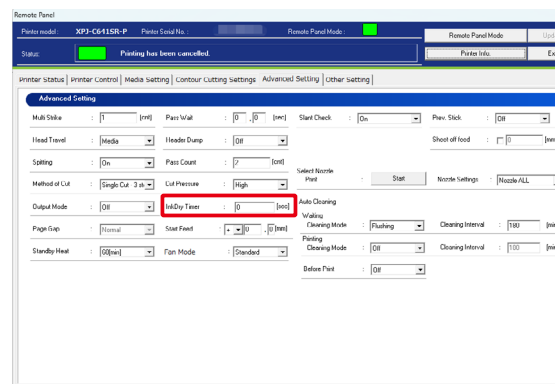 Remote Panel
Printer model : XPJ-C641SR-P Printer Serial No. : Remote Panel Mode :
Remote Panel Mode
Status: Printing has been cancelled.
Printer Info.
Printer Status Printer Control Media Setting Contour Cutting Settings Advanced Setting Other Setting
Advanced Setting
Multi Strike : 1 [cnt] Pass Wait : 0 . 0 [sec] Slant Check : On Prev. Stick : Off
Head Travel : Media Header Dump : Off Sheet off feed : 0
Spitting : On Pass Count : 2 [cnt]
Select Nozzle
Print : Start Nozzle Settings : Nozzle ALL
Method of Cut : Single Cut Cut Pressure : High
Output Mode : Off InkDry Timer : 0 [sec]
Auto Cleaning
Waiting
Cleaning Mode : Flushing Cleaning Interval : 180
Page Gap : Normal Start Feed : + 0 . 0 [mm]
Printing
Cleaning Mode : Off Cleaning Interval : 180
Standby Heat : 60[min] Fan Mode : Standard
Before Print : Off